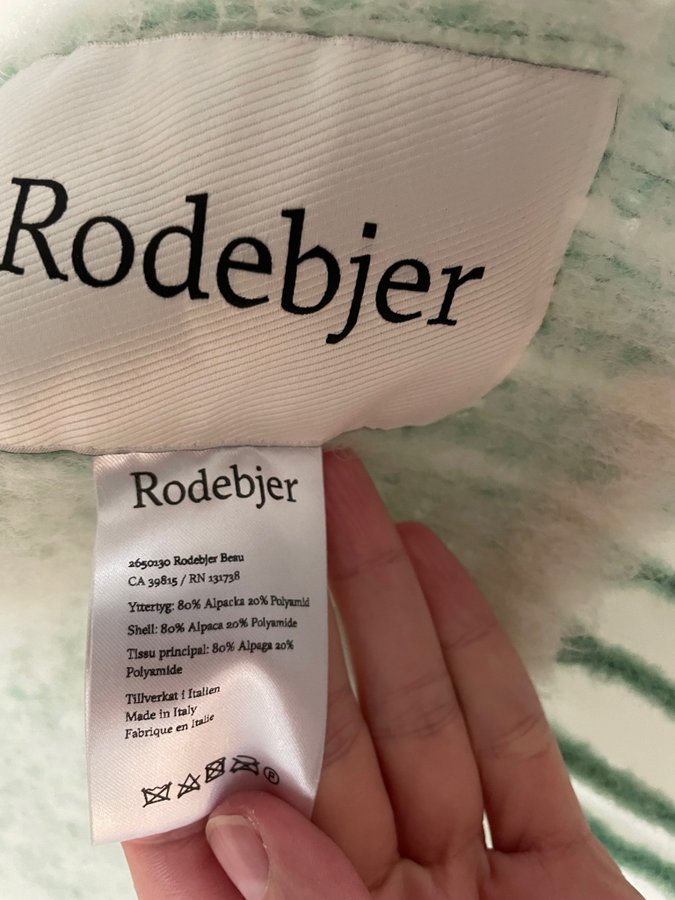 Rodebjer
Rodebjer
2650130 Rodebjer Beau
CA 39815 / RN 131738
Yttertyg: 80% Alpacka 20% Polyamid
Shell: 80% Alpaca 20% Polyamide
Tissu principal: 80% Alpaga 20%
Polyamide
Tillverkat i Italien
Made in Italy
Fabrique en Italie
P